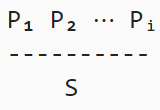 P₁ P₂ ⋯ Pᵢ
----------
S